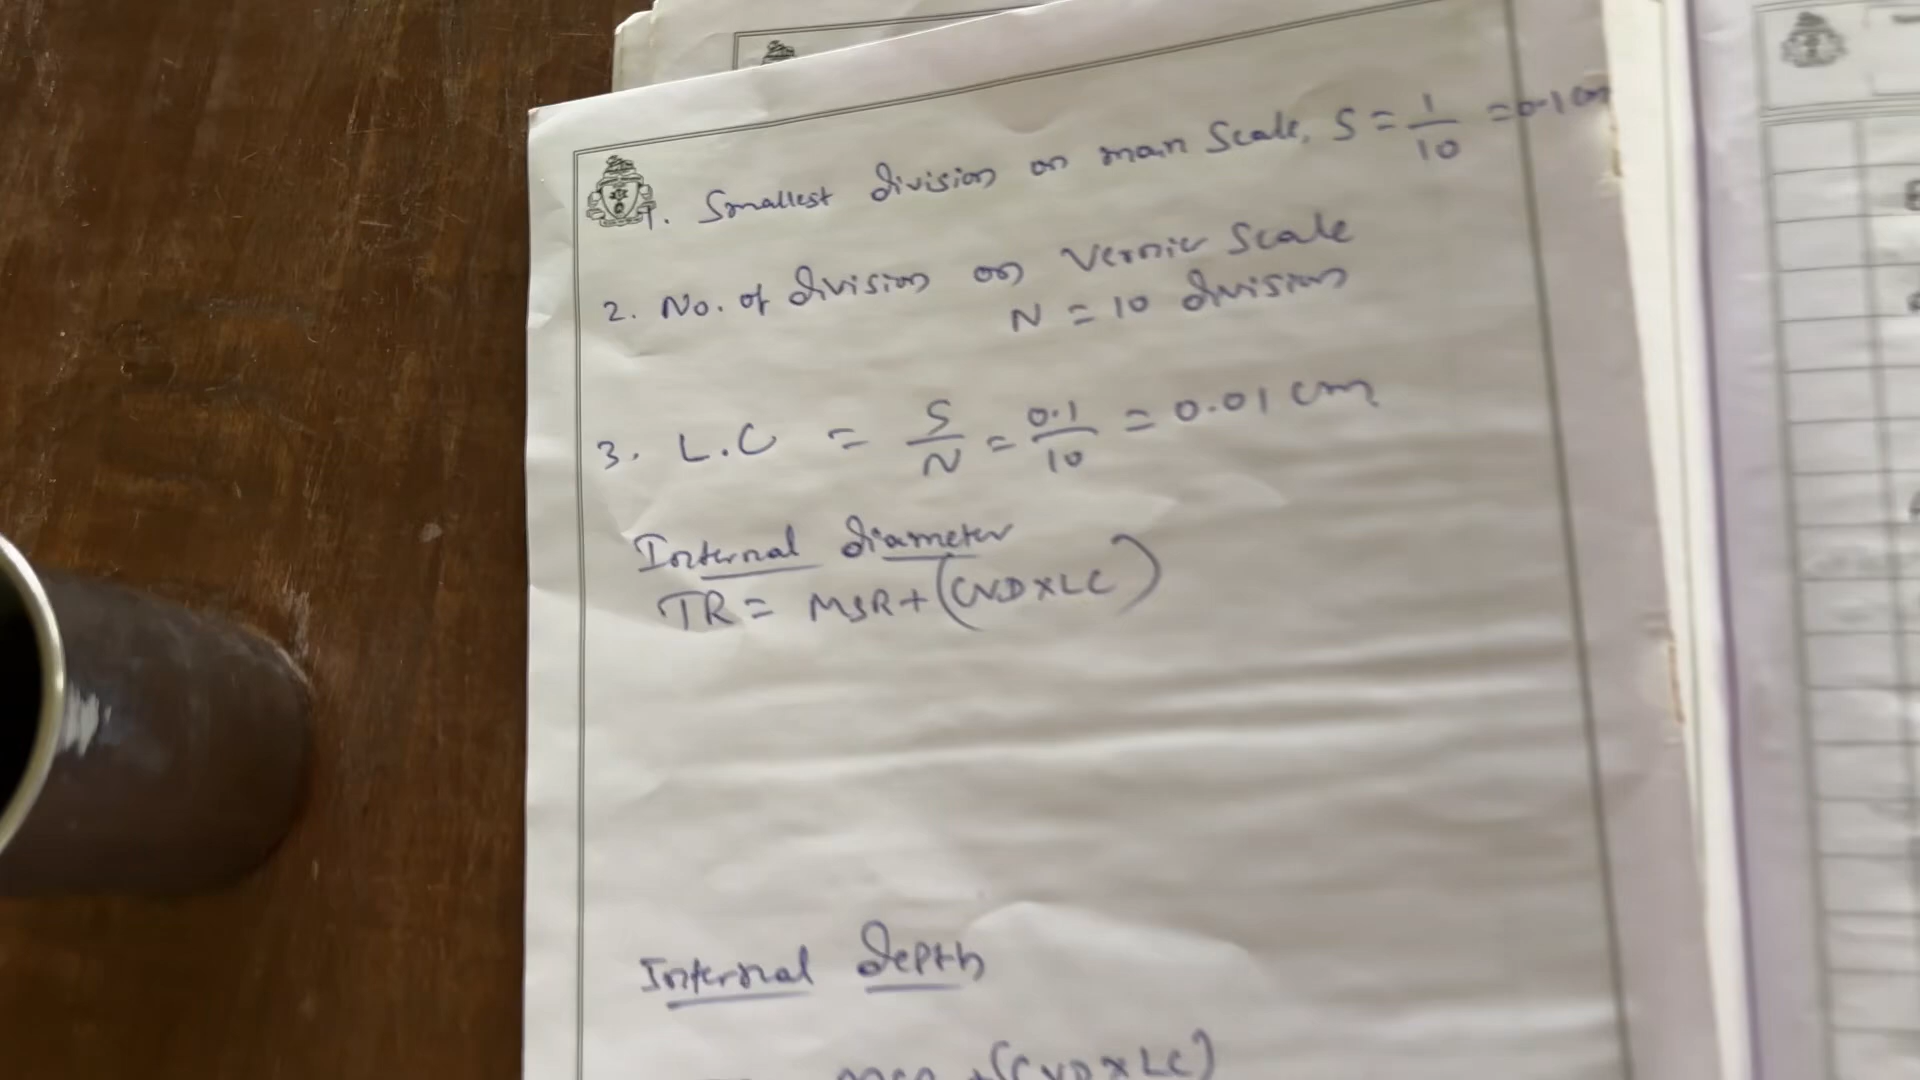 1. Smallest division on main Scale, S = 1/10 = 0.1 cm
2. No. of division on Vernier Scale
N = 10 division
3. L.C = S/N = 0.1/10 = 0.01 cm
Internal diameter
TR = MSR + (CVD X LC)
Internal depth
MSR + (CVD X LC)